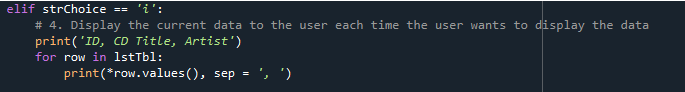 elif strChoice == 'i':
    # 4. Display the current data to the user each time the user wants to display the data
    print('ID, CD Title, Artist')
    for row in lstTbl:
        print(*row.values(), sep = ', ')